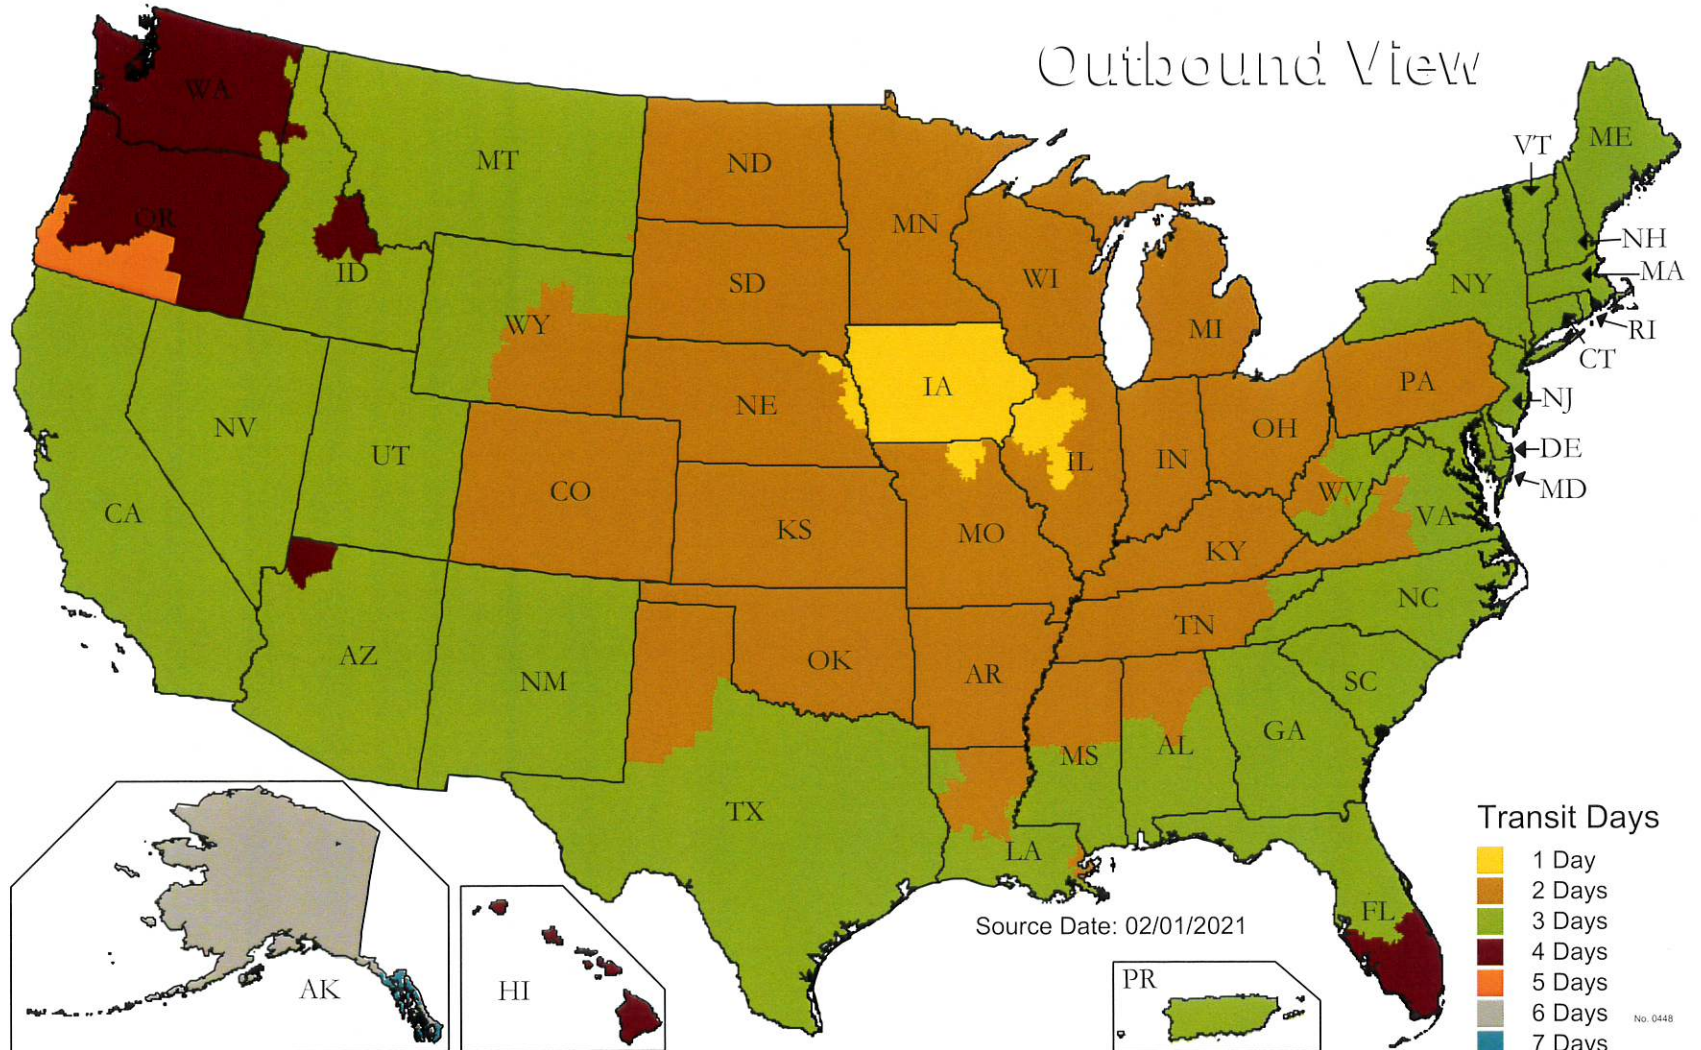 Outbound View
WA
MT
ND
MN
VT
ME
OR
ID
WY
SD
WI
MI
NY
NH
MA
RI
CT
NV
UT
CO
NE
IA
IL
IN
OH
PA
NJ
DE
MD
CA
KS
MO
KY
WV
VA
AZ
NM
OK
AR
TN
NC
SC
TX
LA
MS
AL
GA
FL
AK
HI
PR
Source Date: 02/01/2021
Transit Days
1 Day
2 Days
3 Days
4 Days
5 Days
6 Days
7 Days
No. 0448